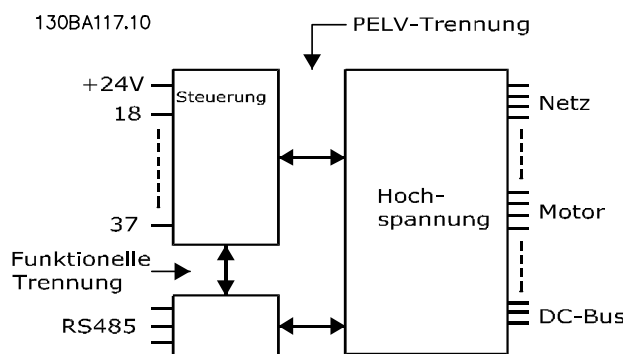 130BA117.10
PELV-Trennung
+24V
Steuerung
18
Netz
Hoch-
spannung
Motor
37
Funktionelle
Trennung
RS485
DC-Bus